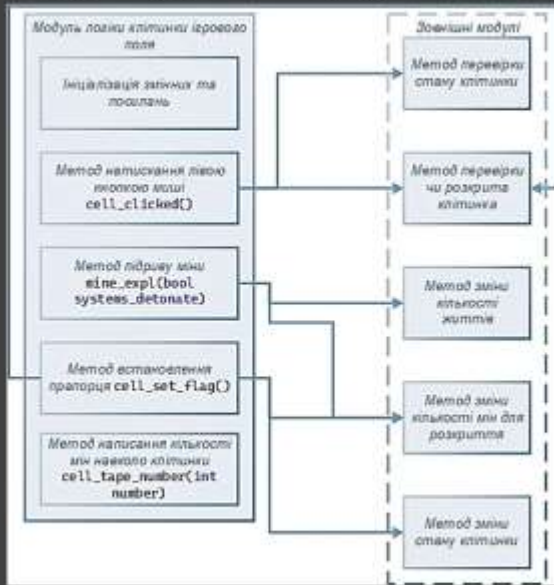 Модуль логіки клітинки ігрового
поля
Ініціалізація змінних та
посилань
Метод натискання лівою
кнопкою миші
cell_clicked()
Метод підриву міни
mine_expl(bool
systems_detonate)
Метод встановлення
прапорця cell_set_flag()
Метод написання кількості
мін навколо клітинки
cell_tape_number(int
number)
Зовнішні модулі
Метод перевірки
стану клітинки
Метод перевірки
чи розкрита
клітинка
Метод зміни
кількості
життів
Метод зміни
кількості мін для
розкриття
Метод зміни
стану клітинки